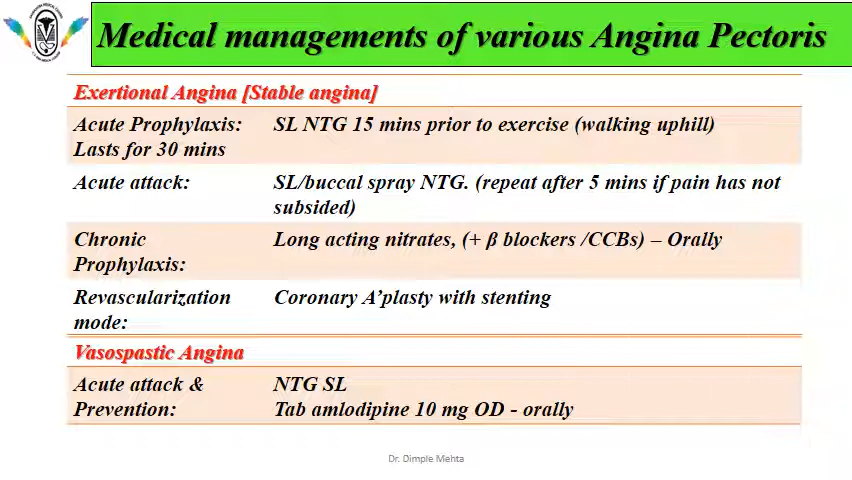 Medical managements of various Angina Pectoris
Exertional Angina [Stable angina]
Acute Prophylaxis: SL NTG 15 mins prior to exercise (walking uphill)
Lasts for 30 mins
Acute attack: SL/buccal spray NTG. (repeat after 5 mins if pain has not
subsided)
Chronic Long acting nitrates, (+ β blockers /CCBs) – Orally
Prophylaxis:
Revascularization Coronary A’plasty with stenting
mode:
Vasospastic Angina
Acute attack & NTG SL
Prevention: Tab amlodipine 10 mg OD - orally
Dr. Dimple Mehta